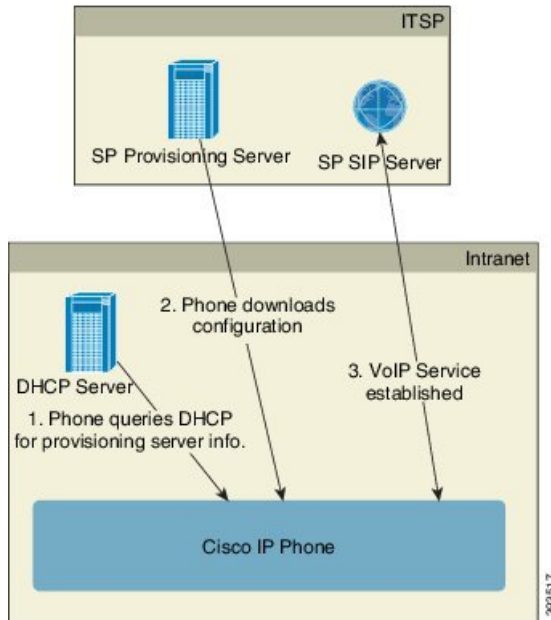 ITSP
SP Provisioning Server
SP SIP Server
Intranet
2. Phone downloads
configuration
DHCP Server
3. VoIP Service
established
1. Phone queries DHCP
for provisioning server info.
Cisco IP Phone